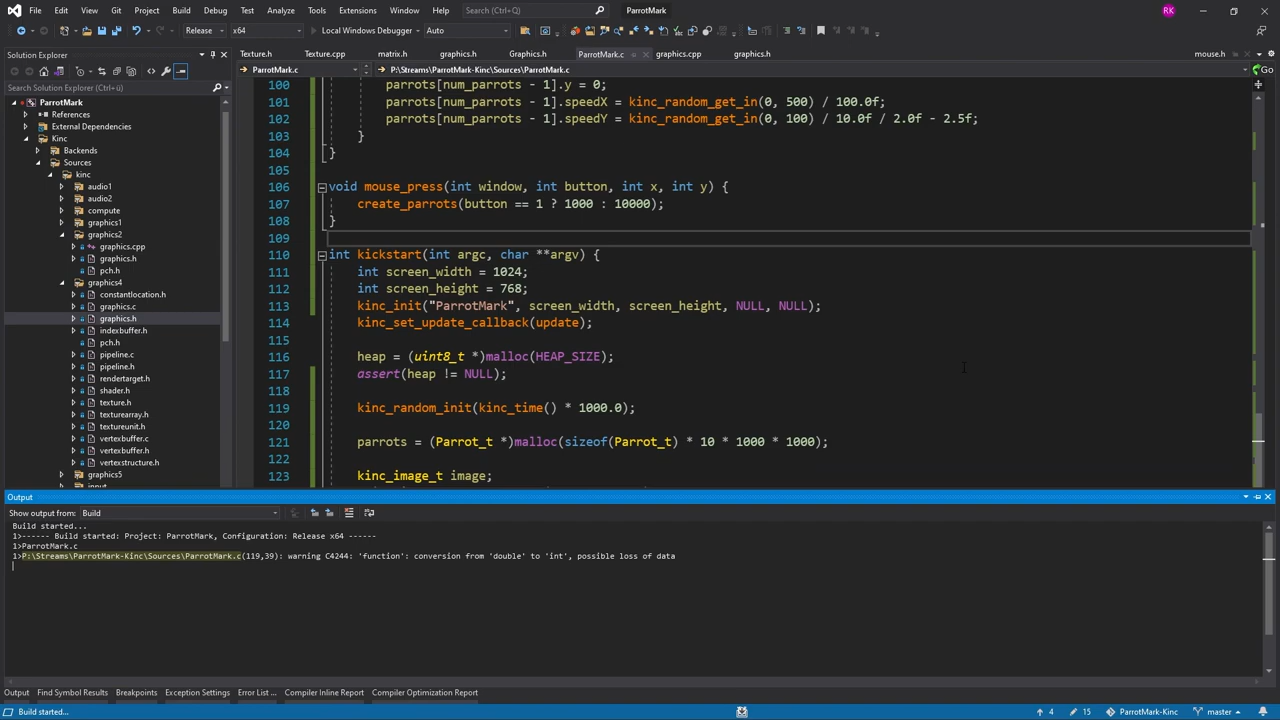 File Edit View Git Project Build Debug Test Analyze Tools Extensions Window Help Search (Ctrl+Q) ParrotMark RK
Release x64 Local Windows Debugger Auto
Solution Explorer
Texture.h Texture.cpp matrix.h graphics.h Graphics.h ParrotMark.c graphics.cpp graphics.h mouse.h
ParrotMark.c P:\Streams\ParrotMark-Kinc\Sources\ParrotMark.c Go
Search Solution Explorer (Ctrl+ü)
ParrotMark
References
External Dependencies
Kinc
Backends
Sources
kinc
audio1
audio2
compute
graphics1
graphics2
graphics.cpp
graphics.h
pch.h
graphics4
constantlocation.h
graphics.c
graphics.h
indexbuffer.h
pch.h
pipeline.c
pipeline.h
rendertarget.h
shader.h
texture.h
texturearray.h
textureunit.h
vertexbuffer.c
vertexbuffer.h
vertexstructure.h
graphics5
100 parrots[num_parrots - 1].y = 0;
101 parrots[num_parrots - 1].speedX = kinc_random_get_in(0, 500) / 100.0f;
102 parrots[num_parrots - 1].speedY = kinc_random_get_in(0, 100) / 10.0f / 2.0f - 2.5f;
103 }
104 }
105
106 void mouse_press(int window, int button, int x, int y) {
107 create_parrots(button == 1 ? 1000 : 10000);
108 }
109
110 int kickstart(int argc, char **argv) {
111 int screen_width = 1024;
112 int screen_height = 768;
113 kinc_init("ParrotMark", screen_width, screen_height, NULL, NULL);
114 kinc_set_update_callback(update);
115
116 heap = (uint8_t *)malloc(HEAP_SIZE);
117 assert(heap != NULL);
118
119 kinc_random_init(kinc_time() * 1000.0);
120
121 parrots = (Parrot_t *)malloc(sizeof(Parrot_t) * 10 * 1000 * 1000);
122
123 kinc_image_t image;
Output
Show output from: Build
Build started...
1>------ Build started: Project: ParrotMark, Configuration: Release x64 ------
1>ParrotMark.c
1>P:\Streams\ParrotMark-Kinc\Sources\ParrotMark.c(119,39): warning C4244: 'function': conversion from 'double' to 'int', possible loss of data
Output Find Symbol Results Breakpoints Exception Settings Error List ... Compiler Inline Report Compiler Optimization Report
Build started... 4 15 ParrotMark-Kinc master